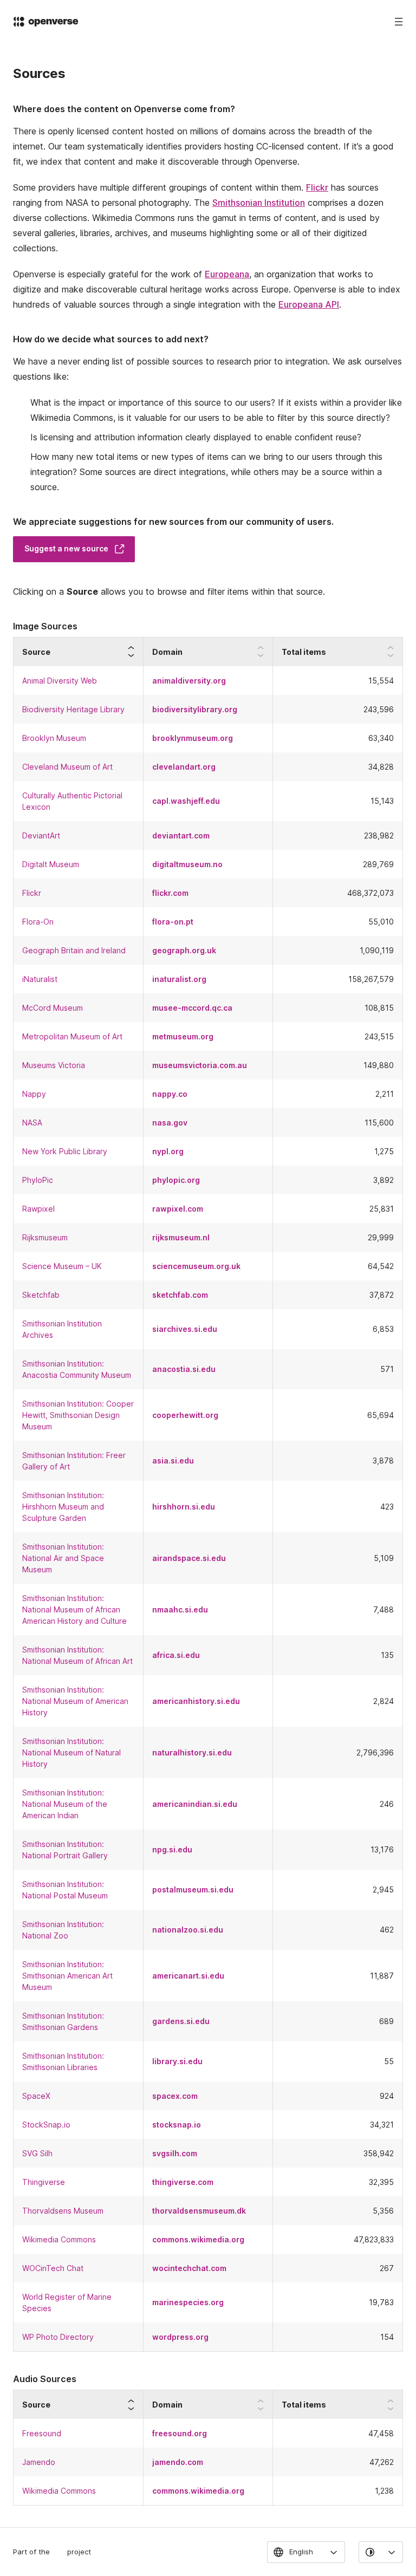 openverse
Sources
Where does the content on Openverse come from?
There is openly licensed content hosted on millions of domains across the breadth of the
internet. Our team systematically identifies providers hosting CC-licensed content. If it's a good
fit, we index that content and make it discoverable through Openverse.
Some providers have multiple different groupings of content within them. Flickr has sources
ranging from NASA to personal photography. The Smithsonian Institution comprises a dozen
diverse collections. Wikimedia Commons runs the gamut in terms of content, and is used by
several galleries, libraries, archives, and museums highlighting some or all of their digitized
collections.
Openverse is especially grateful for the work of Europeana, an organization that works to
digitize and make discoverable cultural heritage works across Europe. Openverse is able to index
hundreds of valuable sources through a single integration with the Europeana API.
How do we decide what sources to add next?
We have a never ending list of possible sources to research prior to integration. We ask ourselves
questions like:
What is the impact or importance of this source to our users? If it exists within a provider like
Wikimedia Commons, is it valuable for our users to be able to filter by this source directly?
Is licensing and attribution information clearly displayed to enable confident reuse?
How many new total items or new types of items can we bring to our users through this
integration? Some sources are direct integrations, while others may be a source within a
source.
We appreciate suggestions for new sources from our community of users.
Suggest a new source
Clicking on a Source allows you to browse and filter items within that source.
Image Sources
Source Domain Total items
Animal Diversity Web animaldiversity.org 15,554
Biodiversity Heritage Library biodiversitylibrary.org 243,596
Brooklyn Museum brooklynmuseum.org 63,340
Cleveland Museum of Art clevelandart.org 34,828
Culturally Authentic Pictorial
Lexicon capl.washjeff.edu 15,143
DeviantArt deviantart.com 238,982
Digitalt Museum digitaltmuseum.no 289,769
Flickr flickr.com 468,372,073
Flora-On flora-on.pt 55,010
Geograph Britain and Ireland geograph.org.uk 1,090,119
iNaturalist inaturalist.org 158,267,579
McCord Museum musee-mccord.qc.ca 108,815
Metropolitan Museum of Art metmuseum.org 243,515
Museums Victoria museumsvictoria.com.au 149,880
Nappy nappy.co 2,211
NASA nasa.gov 115,600
New York Public Library nypl.org 1,275
PhyloPic phylopic.org 3,892
Rawpixel rawpixel.com 25,831
Rijksmuseum rijksmuseum.nl 29,999
Science Museum – UK sciencemuseum.org.uk 64,542
Sketchfab sketchfab.com 37,872
Smithsonian Institution
Archives siarchives.si.edu 6,853
Smithsonian Institution:
Anacostia Community Museum anacostia.si.edu 571
Smithsonian Institution: Cooper
Hewitt, Smithsonian Design
Museum cooperhewitt.org 65,694
Smithsonian Institution: Freer
Gallery of Art asia.si.edu 3,878
Smithsonian Institution:
Hirshhorn Museum and
Sculpture Garden hirshhorn.si.edu 423
Smithsonian Institution:
National Air and Space
Museum airandspace.si.edu 5,109
Smithsonian Institution:
National Museum of African
American History and Culture nmaahc.si.edu 7,488
Smithsonian Institution:
National Museum of African Art africa.si.edu 135
Smithsonian Institution:
National Museum of American
History americanhistory.si.edu 2,824
Smithsonian Institution:
National Museum of Natural
History naturalhistory.si.edu 2,796,396
Smithsonian Institution:
National Museum of the
American Indian americanindian.si.edu 246
Smithsonian Institution:
National Portrait Gallery npg.si.edu 13,176
Smithsonian Institution:
National Postal Museum postalmuseum.si.edu 2,945
Smithsonian Institution:
National Zoo nationalzoo.si.edu 462
Smithsonian Institution:
Smithsonian American Art
Museum americanart.si.edu 11,887
Smithsonian Institution:
Smithsonian Gardens gardens.si.edu 689
Smithsonian Institution:
Smithsonian Libraries library.si.edu 55
SpaceX spacex.com 924
StockSnap.io stocksnap.io 34,321
SVG Silh svgsilh.com 358,942
Thingiverse thingiverse.com 32,395
Thorvaldsens Museum thorvaldsensmuseum.dk 5,356
Wikimedia Commons commons.wikimedia.org 47,823,833
WOCinTech Chat wocintechchat.com 267
World Register of Marine
Species marinespecies.org 19,783
WP Photo Directory wordpress.org 154
Audio Sources
Source Domain Total items
Freesound freesound.org 47,458
Jamendo jamendo.com 47,262
Wikimedia Commons commons.wikimedia.org 1,238
Part of the project English